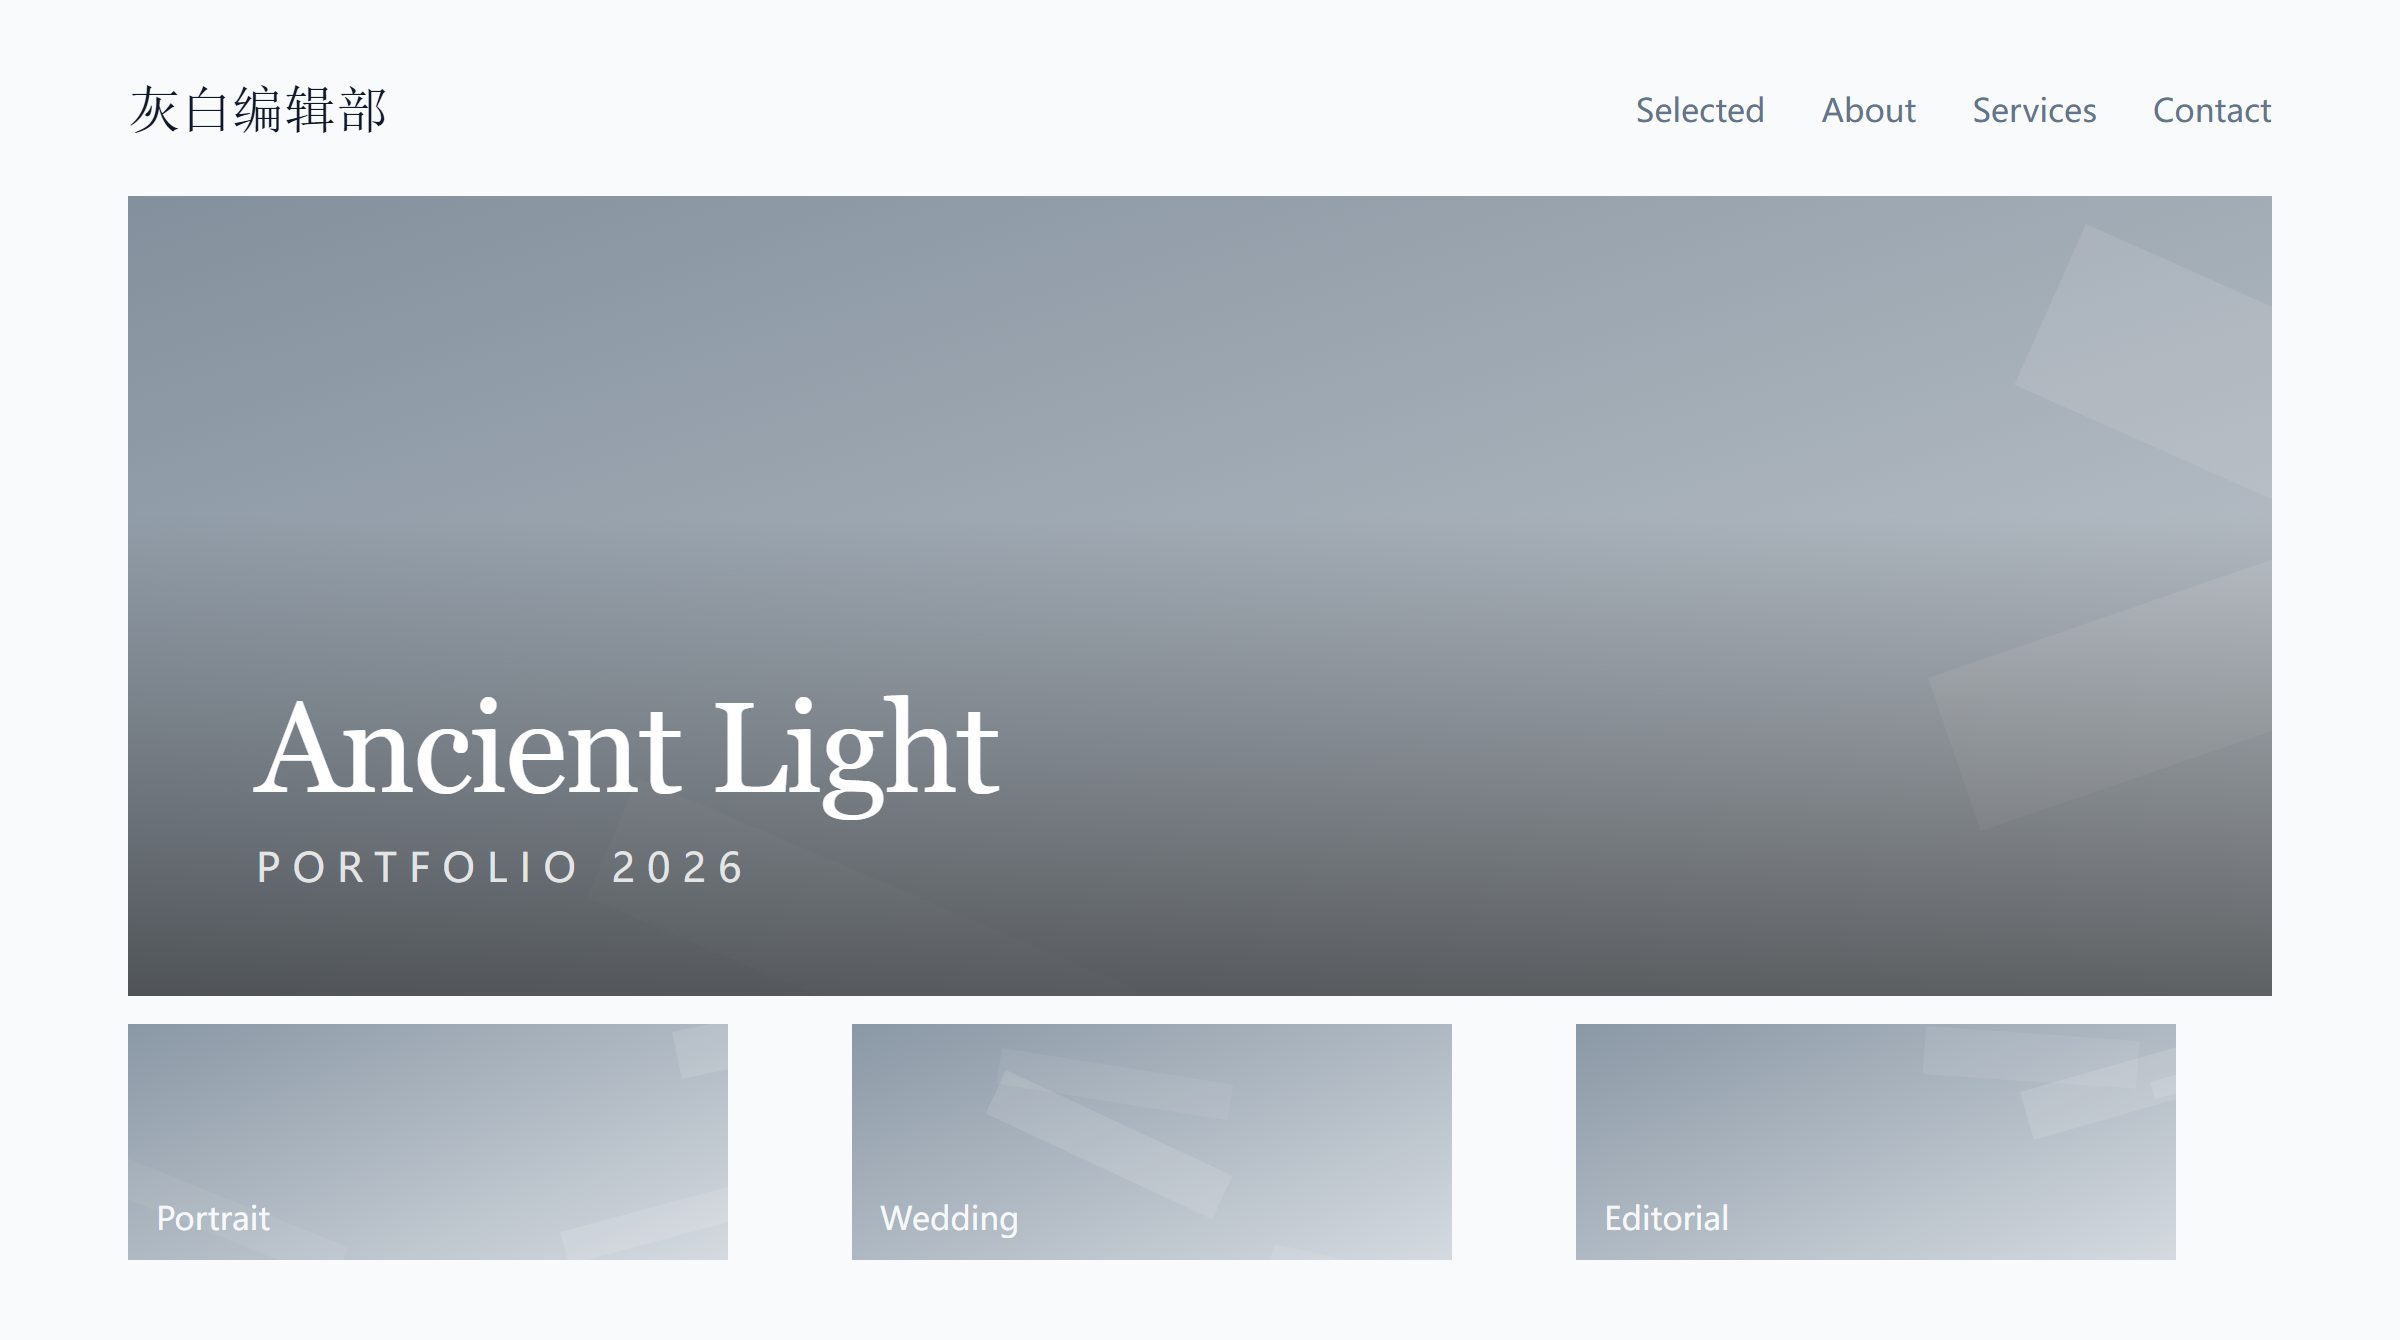 灰白编辑部
Selected About Services Contact
Ancient Light
PORTFOLIO 2026
Portrait
Wedding
Editorial